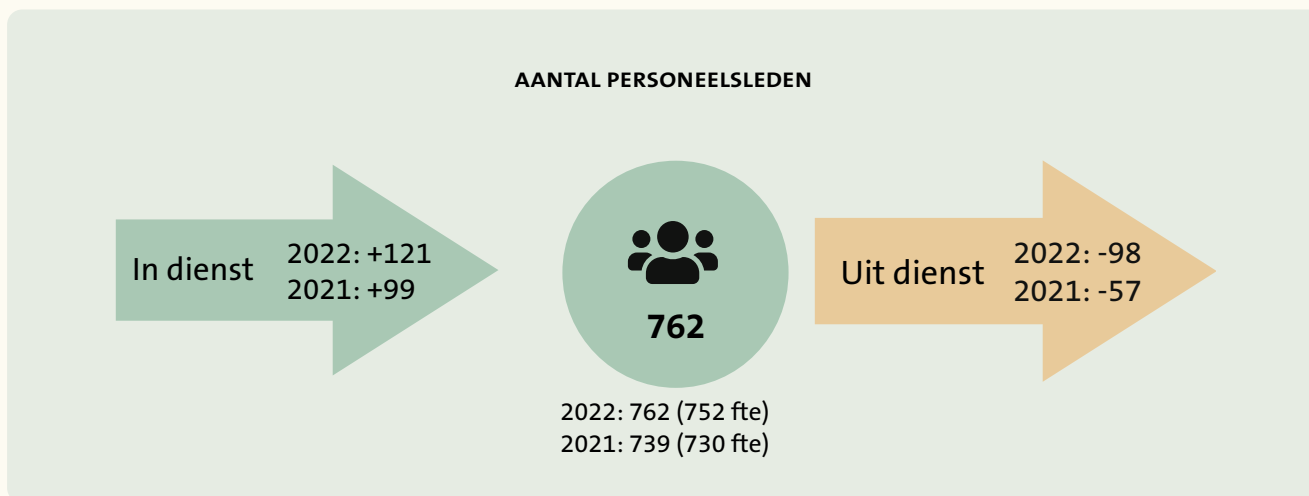 AANTAL PERSONEELSLEDEN
In dienst
2022: +121
2021: +99
762
2022: 762 (752 fte)
2021: 739 (730 fte)
Uit dienst
2022: -98
2021: -57